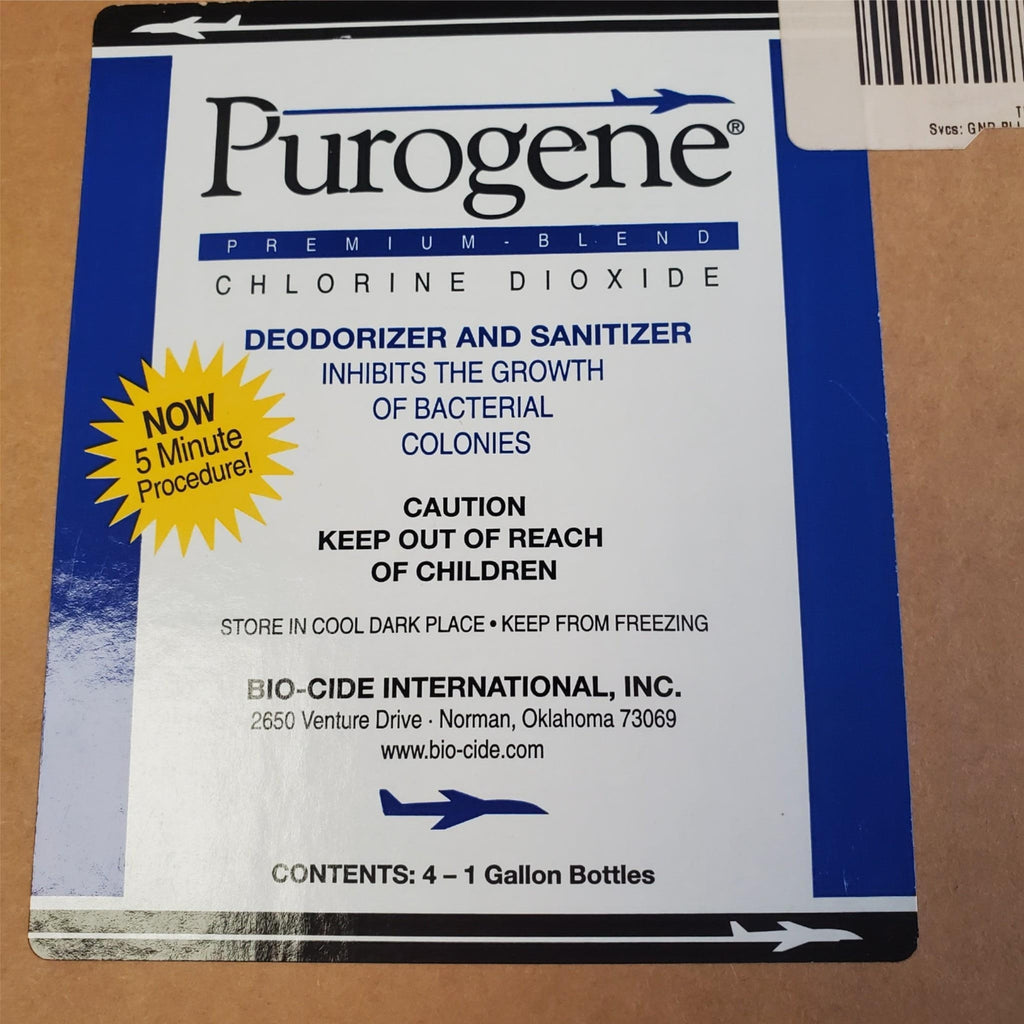 Purogene®
PREMIUM-BLEND
CHLORINE DIOXIDE
DEODORIZER AND SANITIZER
INHIBITS THE GROWTH
OF BACTERIAL
COLONIES
NOW
5 Minute
Procedure!
CAUTION
KEEP OUT OF REACH
OF CHILDREN
STORE IN COOL DARK PLACE • KEEP FROM FREEZING
BIO-CIDE INTERNATIONAL, INC.
2650 Venture Drive · Norman, Oklahoma 73069
www.bio-cide.com
CONTENTS: 4 – 1 Gallon Bottles
Svcs: